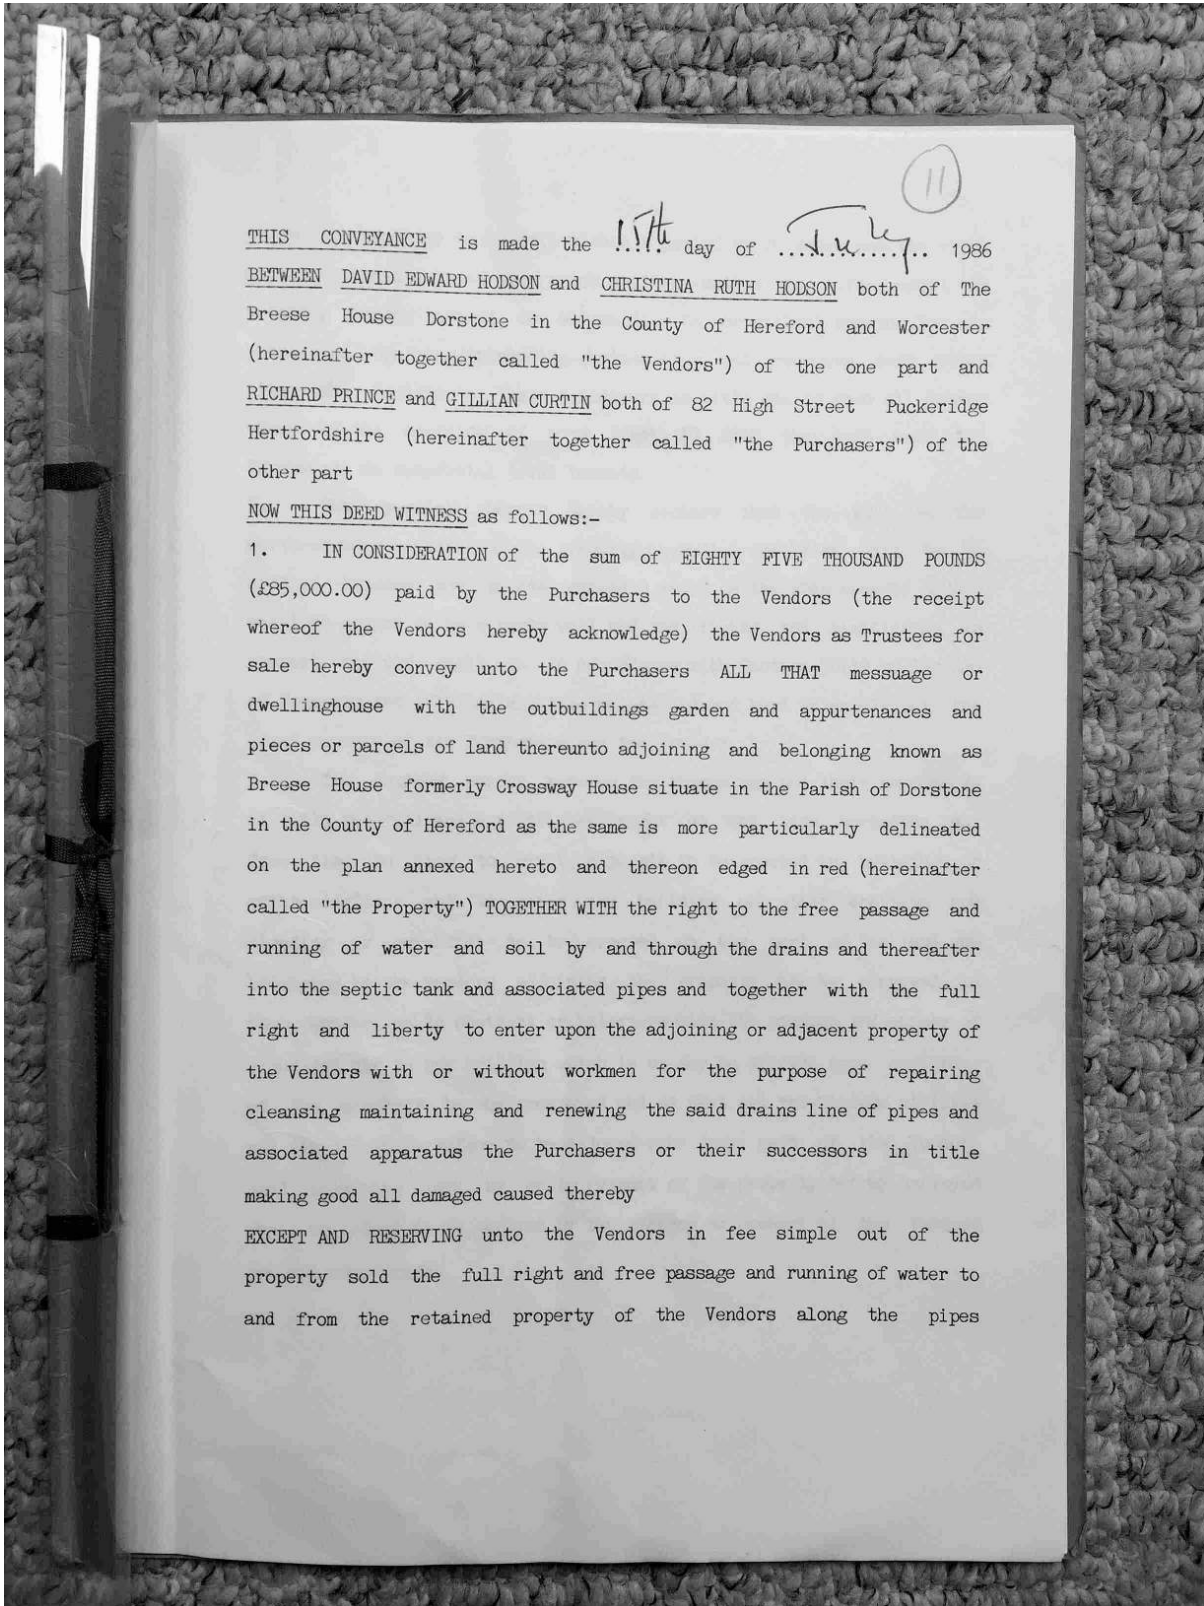 11
THIS CONVEYANCE is made the 15th day of July 1986
BETWEEN DAVID EDWARD HODSON and CHRISTINA RUTH HODSON both of The
Breese House Dorstone in the County of Hereford and Worcester
(hereinafter together called "the Vendors") of the one part and
RICHARD PRINCE and GILLIAN CURTIN both of 82 High Street Puckeridge
Hertfordshire (hereinafter together called "the Purchasers") of the
other part
NOW THIS DEED WITNESS as follows:-
1. IN CONSIDERATION of the sum of EIGHTY FIVE THOUSAND POUNDS
(£85,000.00) paid by the Purchasers to the Vendors (the receipt
whereof the Vendors hereby acknowledge) the Vendors as Trustees for
sale hereby convey unto the Purchasers ALL THAT messuage or
dwellinghouse with the outbuildings garden and appurtenances and
pieces or parcels of land thereunto adjoining and belonging known as
Breese House formerly Crossway House situate in the Parish of Dorstone
in the County of Hereford as the same is more particularly delineated
on the plan annexed hereto and thereon edged in red (hereinafter
called "the Property") TOGETHER WITH the right to the free passage and
running of water and soil by and through the drains and thereafter
into the septic tank and associated pipes and together with the full
right and liberty to enter upon the adjoining or adjacent property of
the Vendors with or without workmen for the purpose of repairing
cleansing maintaining and renewing the said drains line of pipes and
associated apparatus the Purchasers or their successors in title
making good all damaged caused thereby
EXCEPT AND RESERVING unto the Vendors in fee simple out of the
property sold the full right and free passage and running of water to
and from the retained property of the Vendors along the pipes